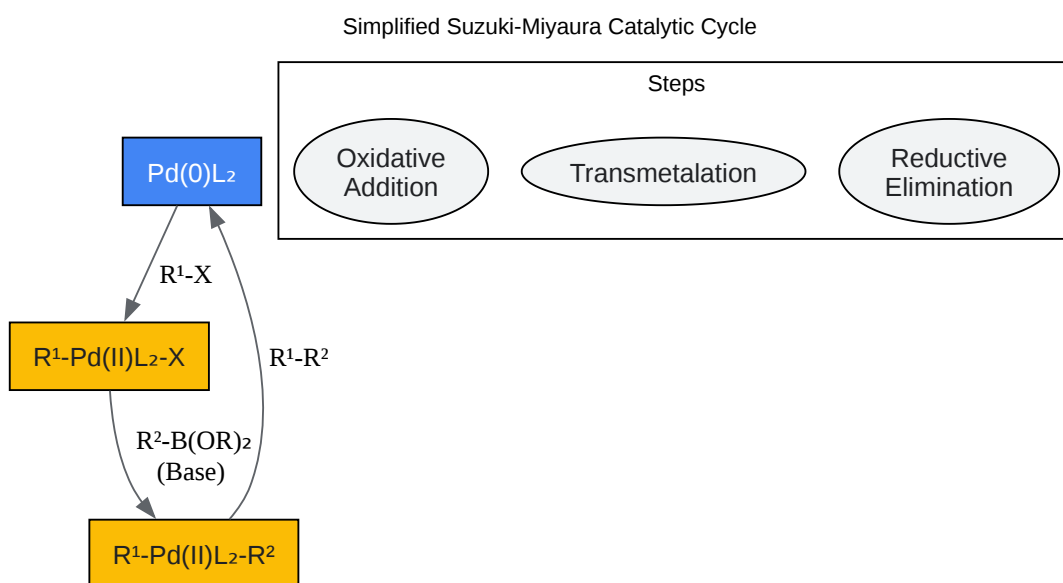 Simplified Suzuki-Miyaura Catalytic Cycle
Steps
Oxidative
Addition
Transmetalation
Reductive
Elimination
Pd(0)L₂
R¹-X
R¹-Pd(II)L₂-X
R¹-R²
R²-B(OR)₂
(Base)
R¹-Pd(II)L₂-R²